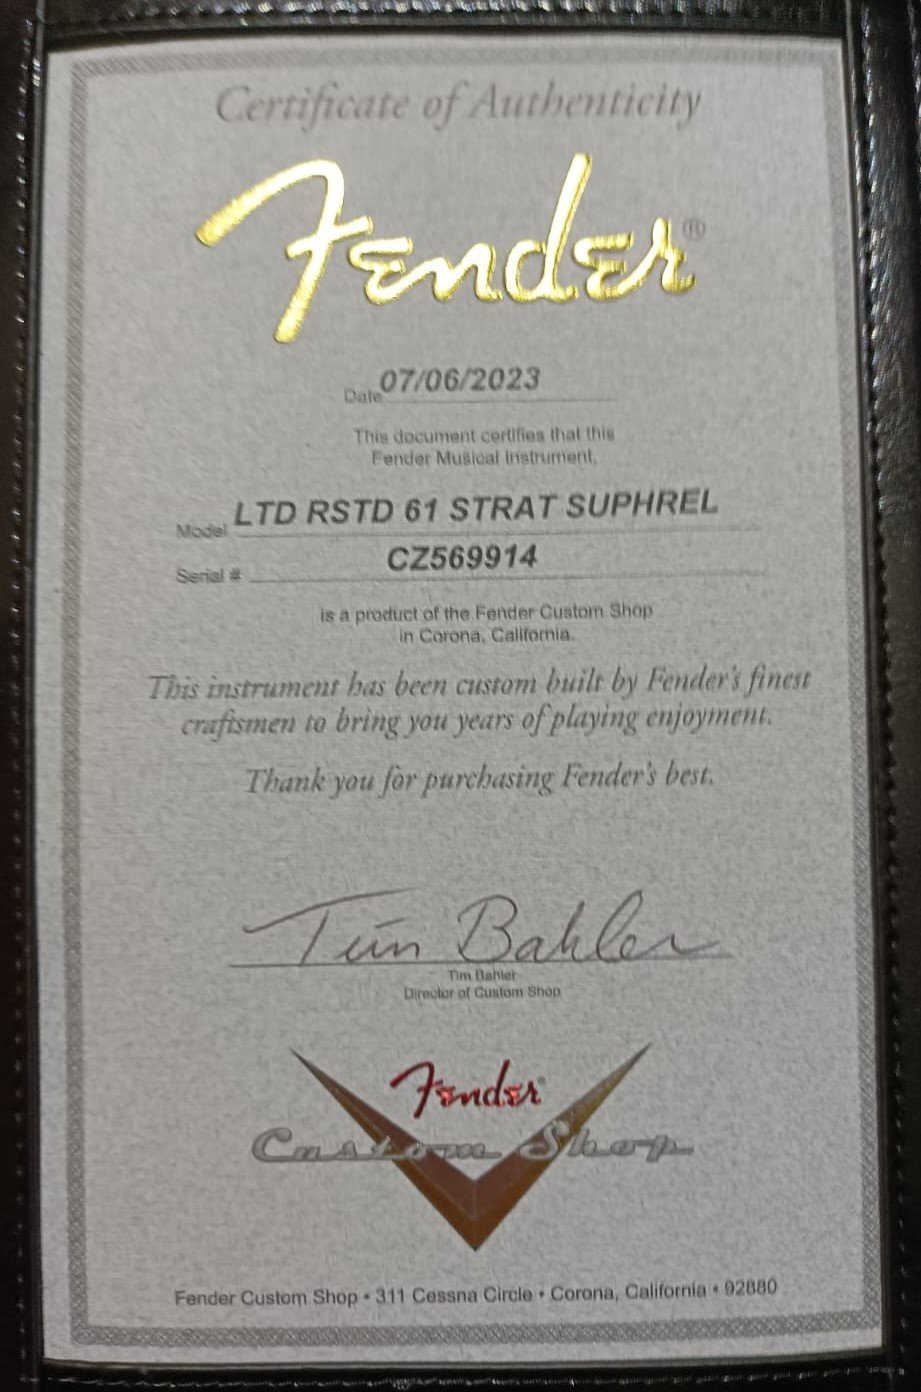 Certificate of Authenticity
Fender®
Date 07/06/2023
This document certifies that this
Fender Musical Instrument,
Model LTD RSTD 61 STRAT SUPHREL
Serial # CZ569914
is a product of the Fender Custom Shop
in Corona, California.
This instrument has been custom built by Fender's finest
craftsmen to bring you years of playing enjoyment.
Thank you for purchasing Fender's best.
Tim Bahler
Tim Bahler
Director of Custom Shop
Fender
Custom Shop
Fender Custom Shop • 311 Cessna Circle • Corona, California • 92880